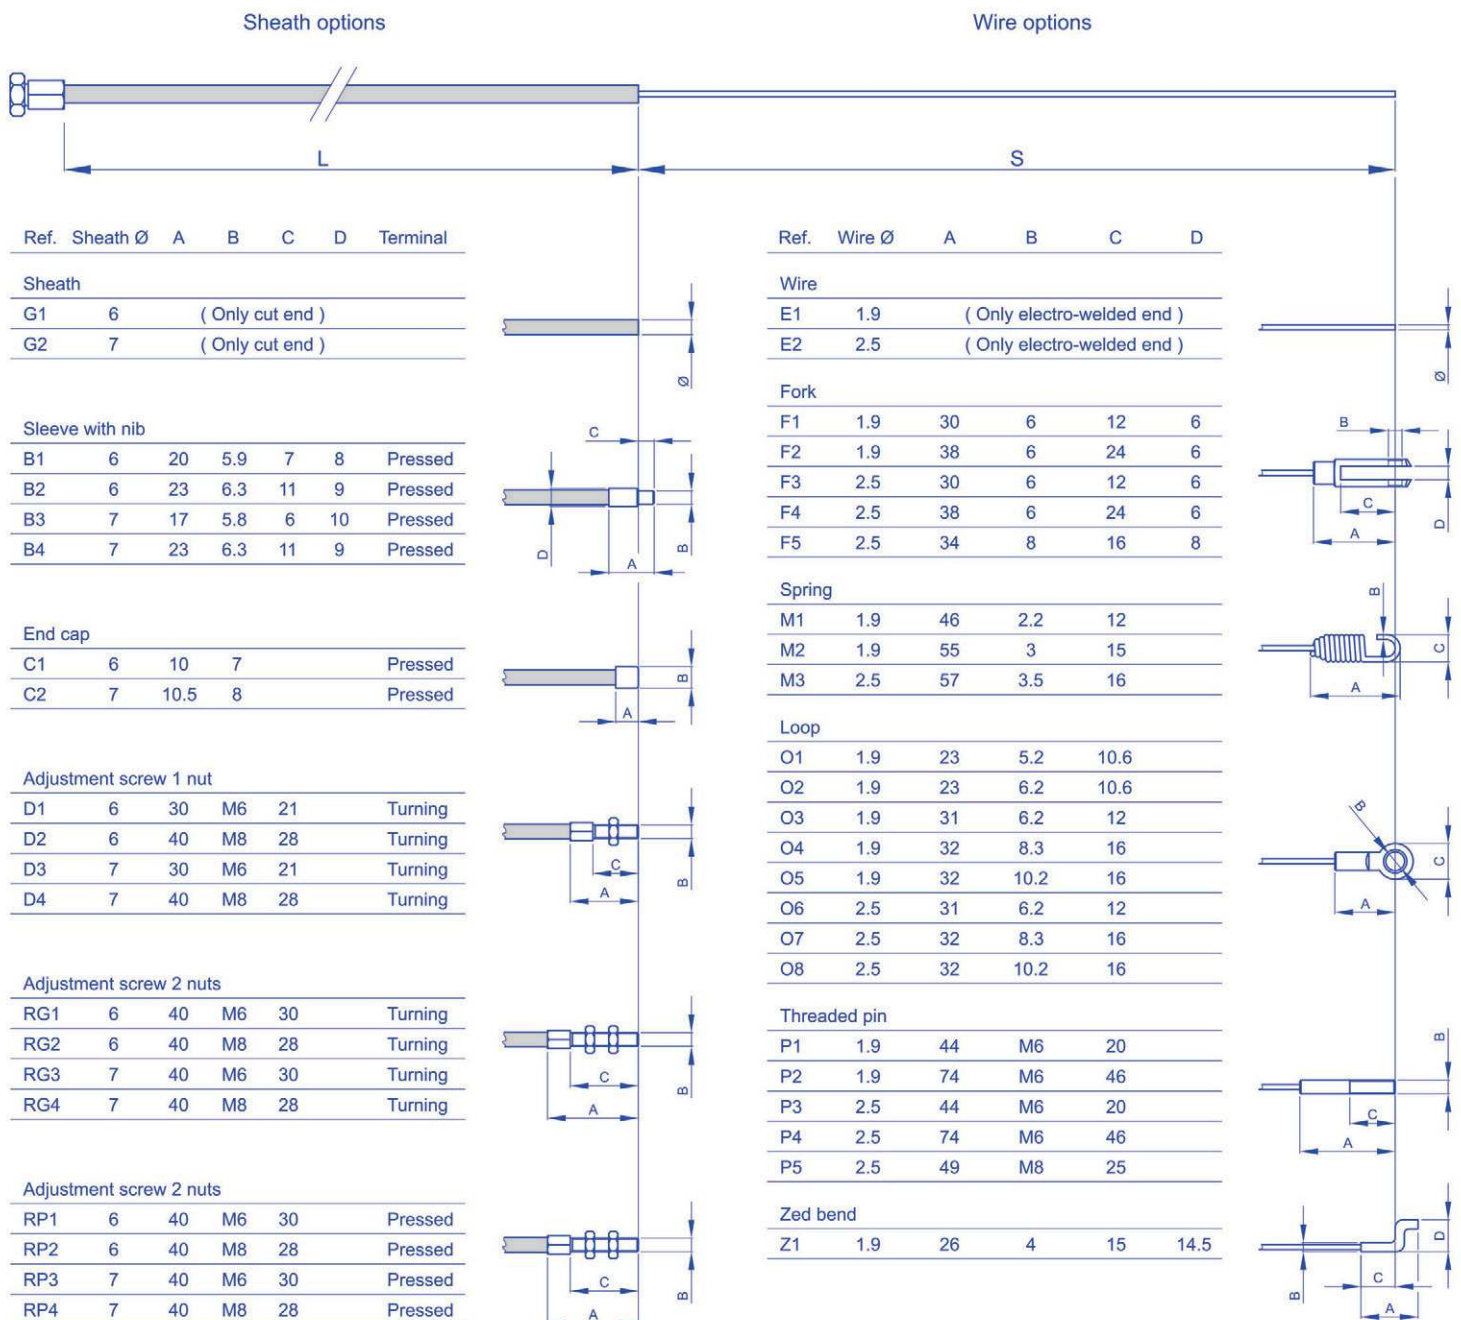 Sheath options
Wire options
L
S
Ref. Sheath Ø A B C D Terminal
Sheath
G1 6 ( Only cut end )
G2 7 ( Only cut end )
Ø
Sleeve with nib
B1 6 20 5.9 7 8 Pressed
B2 6 23 6.3 11 9 Pressed
B3 7 17 5.8 6 10 Pressed
B4 7 23 6.3 11 9 Pressed
C
D
A
B
End cap
C1 6 10 7 Pressed
C2 7 10.5 8 Pressed
B
A
Adjustment screw 1 nut
D1 6 30 M6 21 Turning
D2 6 40 M8 28 Turning
D3 7 30 M6 21 Turning
D4 7 40 M8 28 Turning
C
A
B
Adjustment screw 2 nuts
RG1 6 40 M6 30 Turning
RG2 6 40 M8 28 Turning
RG3 7 40 M6 30 Turning
RG4 7 40 M8 28 Turning
C
A
B
Adjustment screw 2 nuts
RP1 6 40 M6 30 Pressed
RP2 6 40 M8 28 Pressed
RP3 7 40 M6 30 Pressed
RP4 7 40 M8 28 Pressed
C
A
B
Ref. Wire Ø A B C D
Wire
E1 1.9 ( Only electro-welded end )
E2 2.5 ( Only electro-welded end )
Ø
Fork
F1 1.9 30 6 12 6
F2 1.9 38 6 24 6
F3 2.5 30 6 12 6
F4 2.5 38 6 24 6
F5 2.5 34 8 16 8
B
C
A
D
Spring
M1 1.9 46 2.2 12
M2 1.9 55 3 15
M3 2.5 57 3.5 16
B
C
A
Loop
O1 1.9 23 5.2 10.6
O2 1.9 23 6.2 10.6
O3 1.9 31 6.2 12
O4 1.9 32 8.3 16
O5 1.9 32 10.2 16
O6 2.5 31 6.2 12
O7 2.5 32 8.3 16
O8 2.5 32 10.2 16
B
C
A
Threaded pin
P1 1.9 44 M6 20
P2 1.9 74 M6 46
P3 2.5 44 M6 20
P4 2.5 74 M6 46
P5 2.5 49 M8 25
B
C
A
Zed bend
Z1 1.9 26 4 15 14.5
D
B
C
A